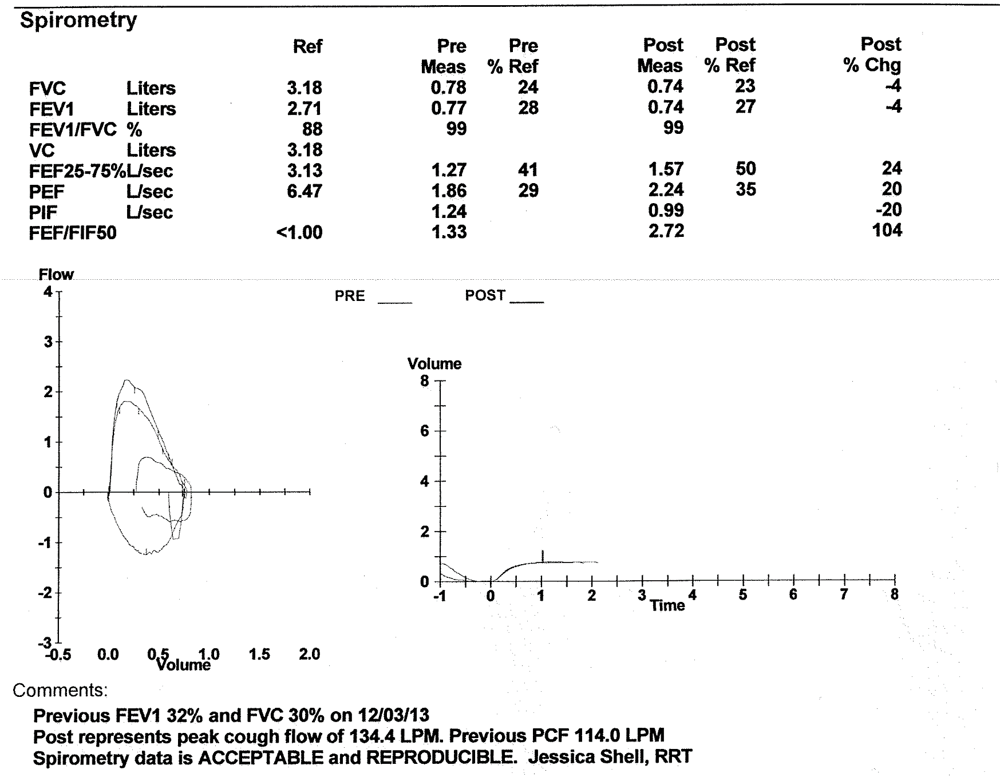 Spirometry
Ref Pre Pre Post Post Post
Meas % Ref Meas % Ref % Chg
FVC Liters 3.18 0.78 24 0.74 23 -4
FEV1 Liters 2.71 0.77 28 0.74 27 -4
FEV1/FVC % 88 99 99
VC Liters 3.18
FEF25-75% L/sec 3.13 1.27 41 1.57 50 24
PEF L/sec 6.47 1.86 29 2.24 35 20
PIF L/sec 1.24 0.99 -20
FEF/FIF50 <1.00 1.33 2.72 104
Flow
4
3
2
1
0
-1
-2
-3
-0.5 0.0 0.5 1.0 1.5 2.0
Volume
PRE ____ POST ____
Volume
8
6
4
2
0
-1 0 1 2 3 4 5 6 7 8
Time
Comments:
Previous FEV1 32% and FVC 30% on 12/03/13
Post represents peak cough flow of 134.4 LPM. Previous PCF 114.0 LPM
Spirometry data is ACCEPTABLE and REPRODUCIBLE. Jessica Shell, RRT